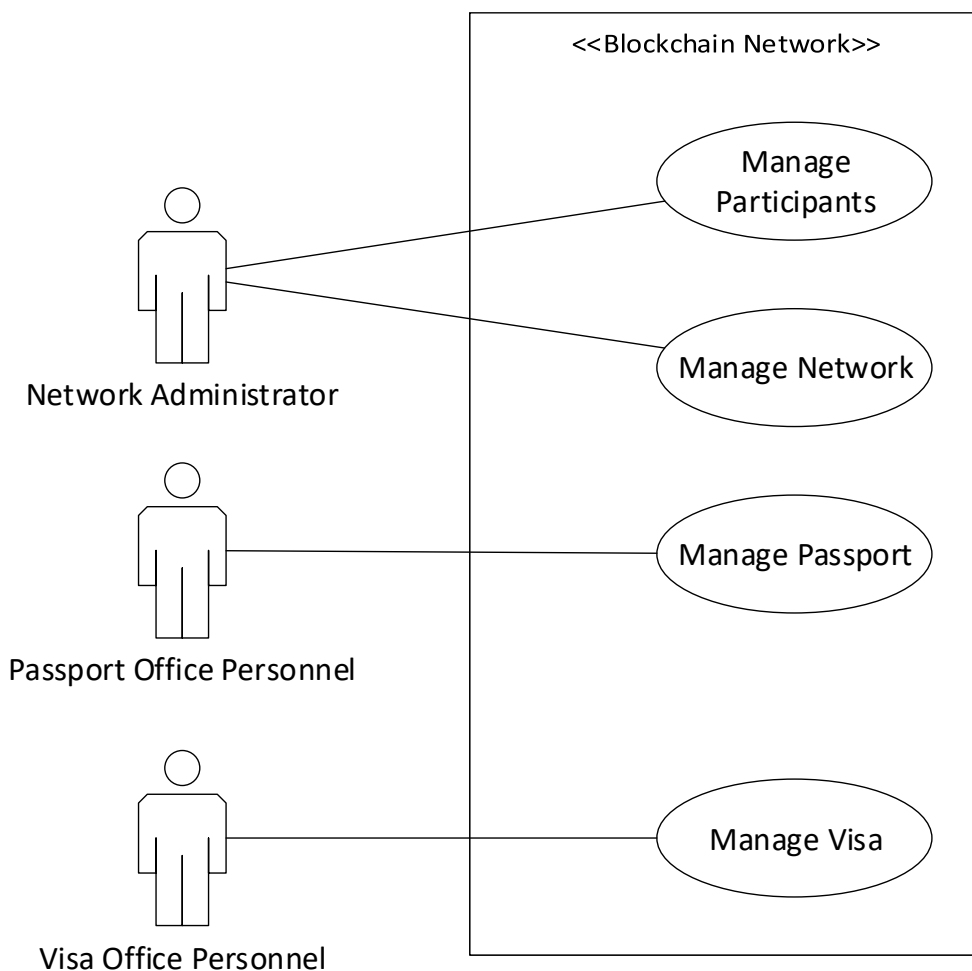 <<Blockchain Network>>
Manage
Participants
Manage Network
Network Administrator
Manage Passport
Passport Office Personnel
Manage Visa
Visa Office Personnel